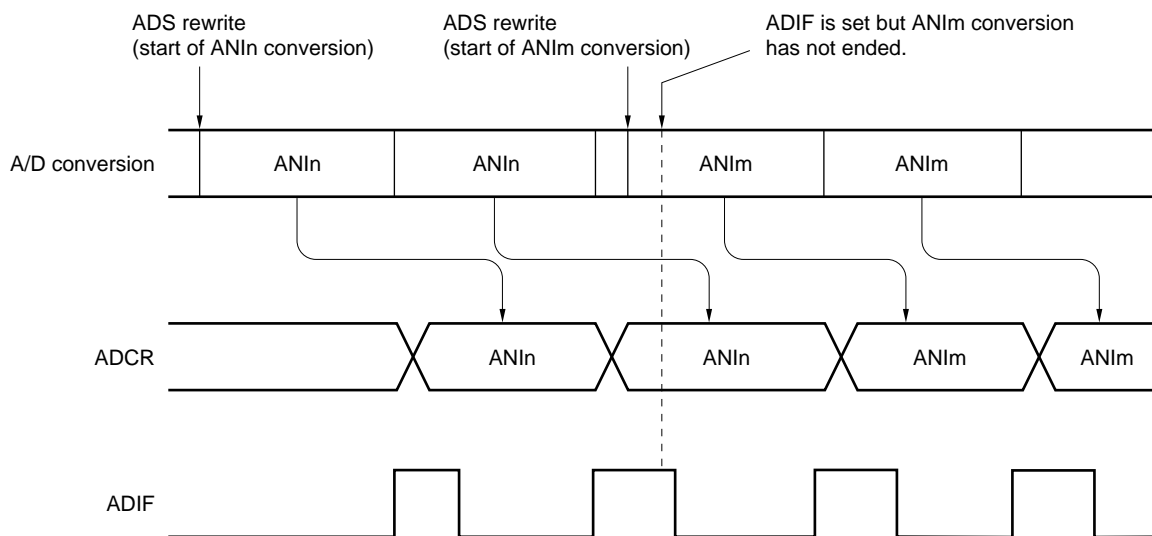 ADS rewrite
(start of ANIn conversion)
ADS rewrite
(start of ANIm conversion)
ADIF is set but ANIm conversion
has not ended.
A/D conversion
ANIn
ANIn
ANIm
ANIm
ADCR
ANIn
ANIn
ANIm
ANIm
ADIF